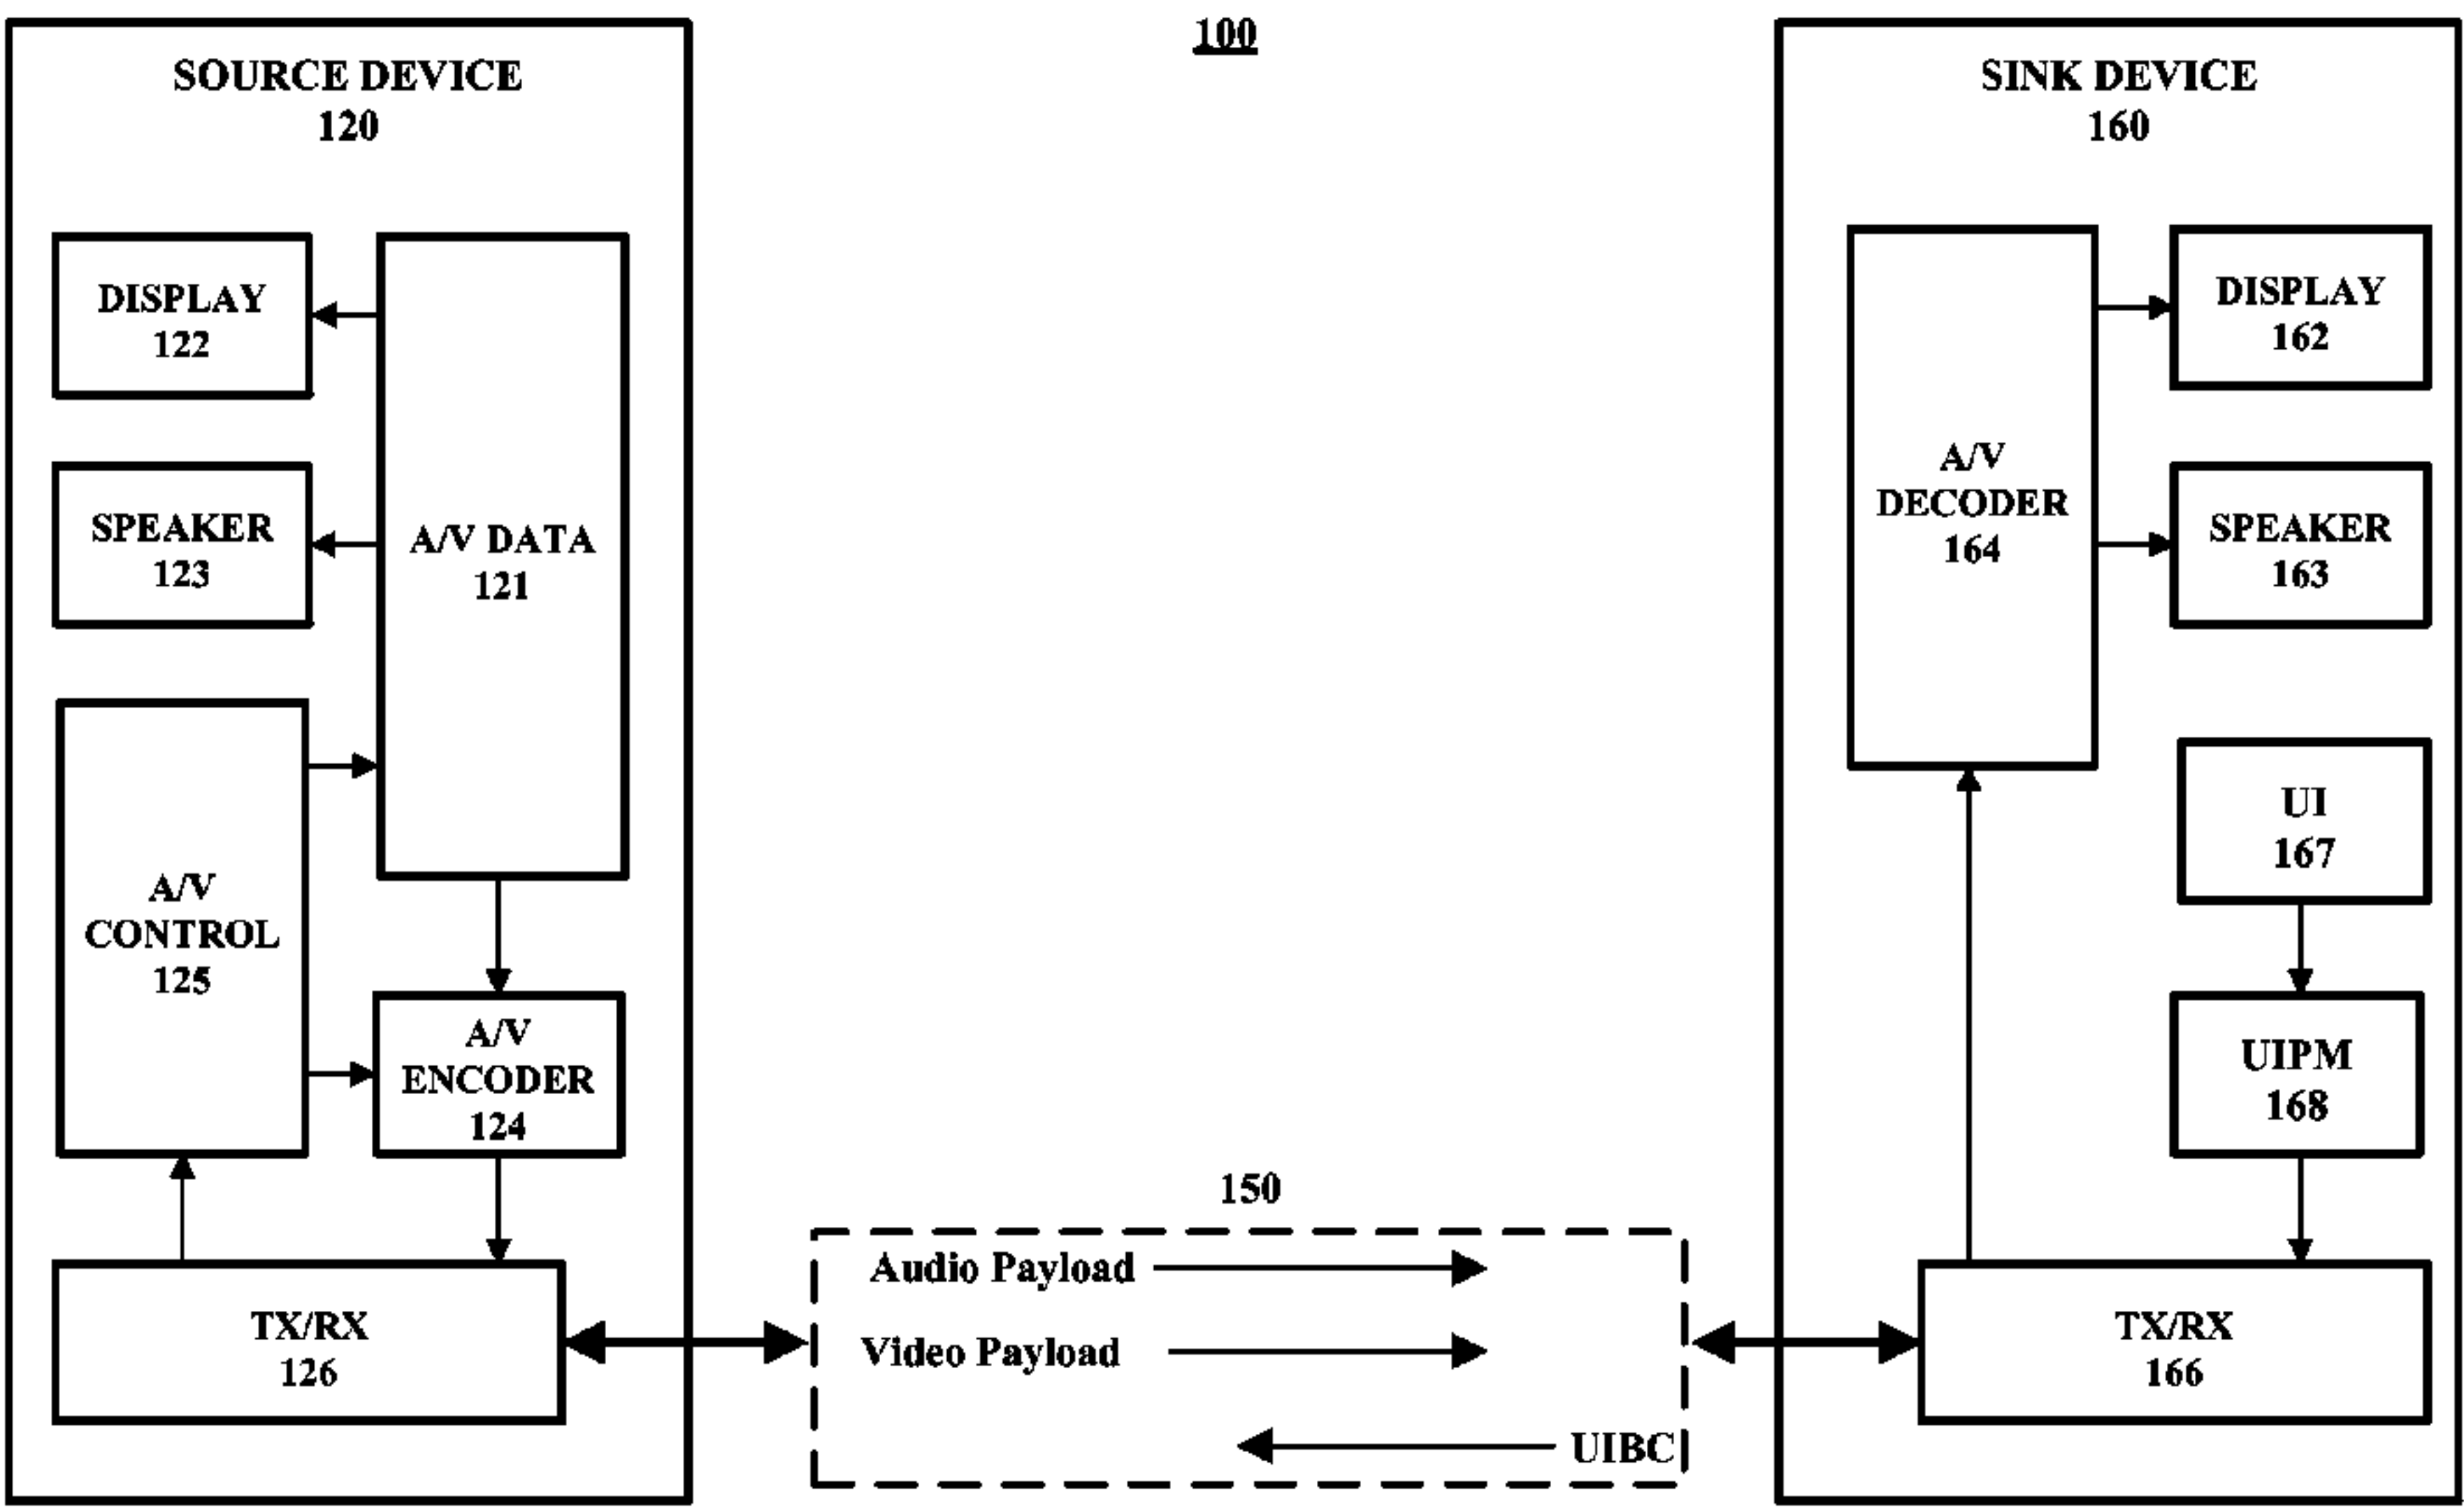 100
SOURCE DEVICE
120
DISPLAY
122
SPEAKER
123
A/V DATA
121
A/V
CONTROL
125
A/V
ENCODER
124
TX/RX
126
150
Audio Payload
Video Payload
UIBC
SINK DEVICE
160
A/V
DECODER
164
DISPLAY
162
SPEAKER
163
UI
167
UIPM
168
TX/RX
166